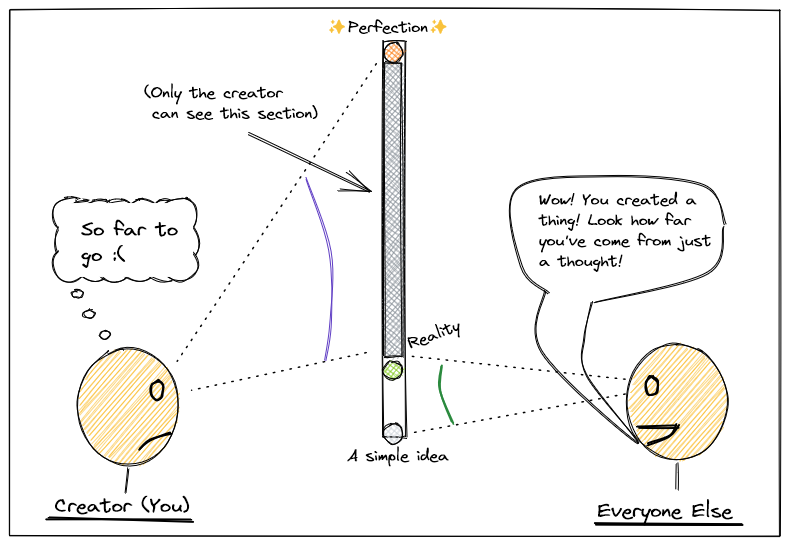 ✨Perfection✨
(Only the creator
can see this section)
So far to
go :(
Wow! You created a
thing! Look how far
you've come from just
a thought!
Reality
A simple idea
Creator (You)
Everyone Else